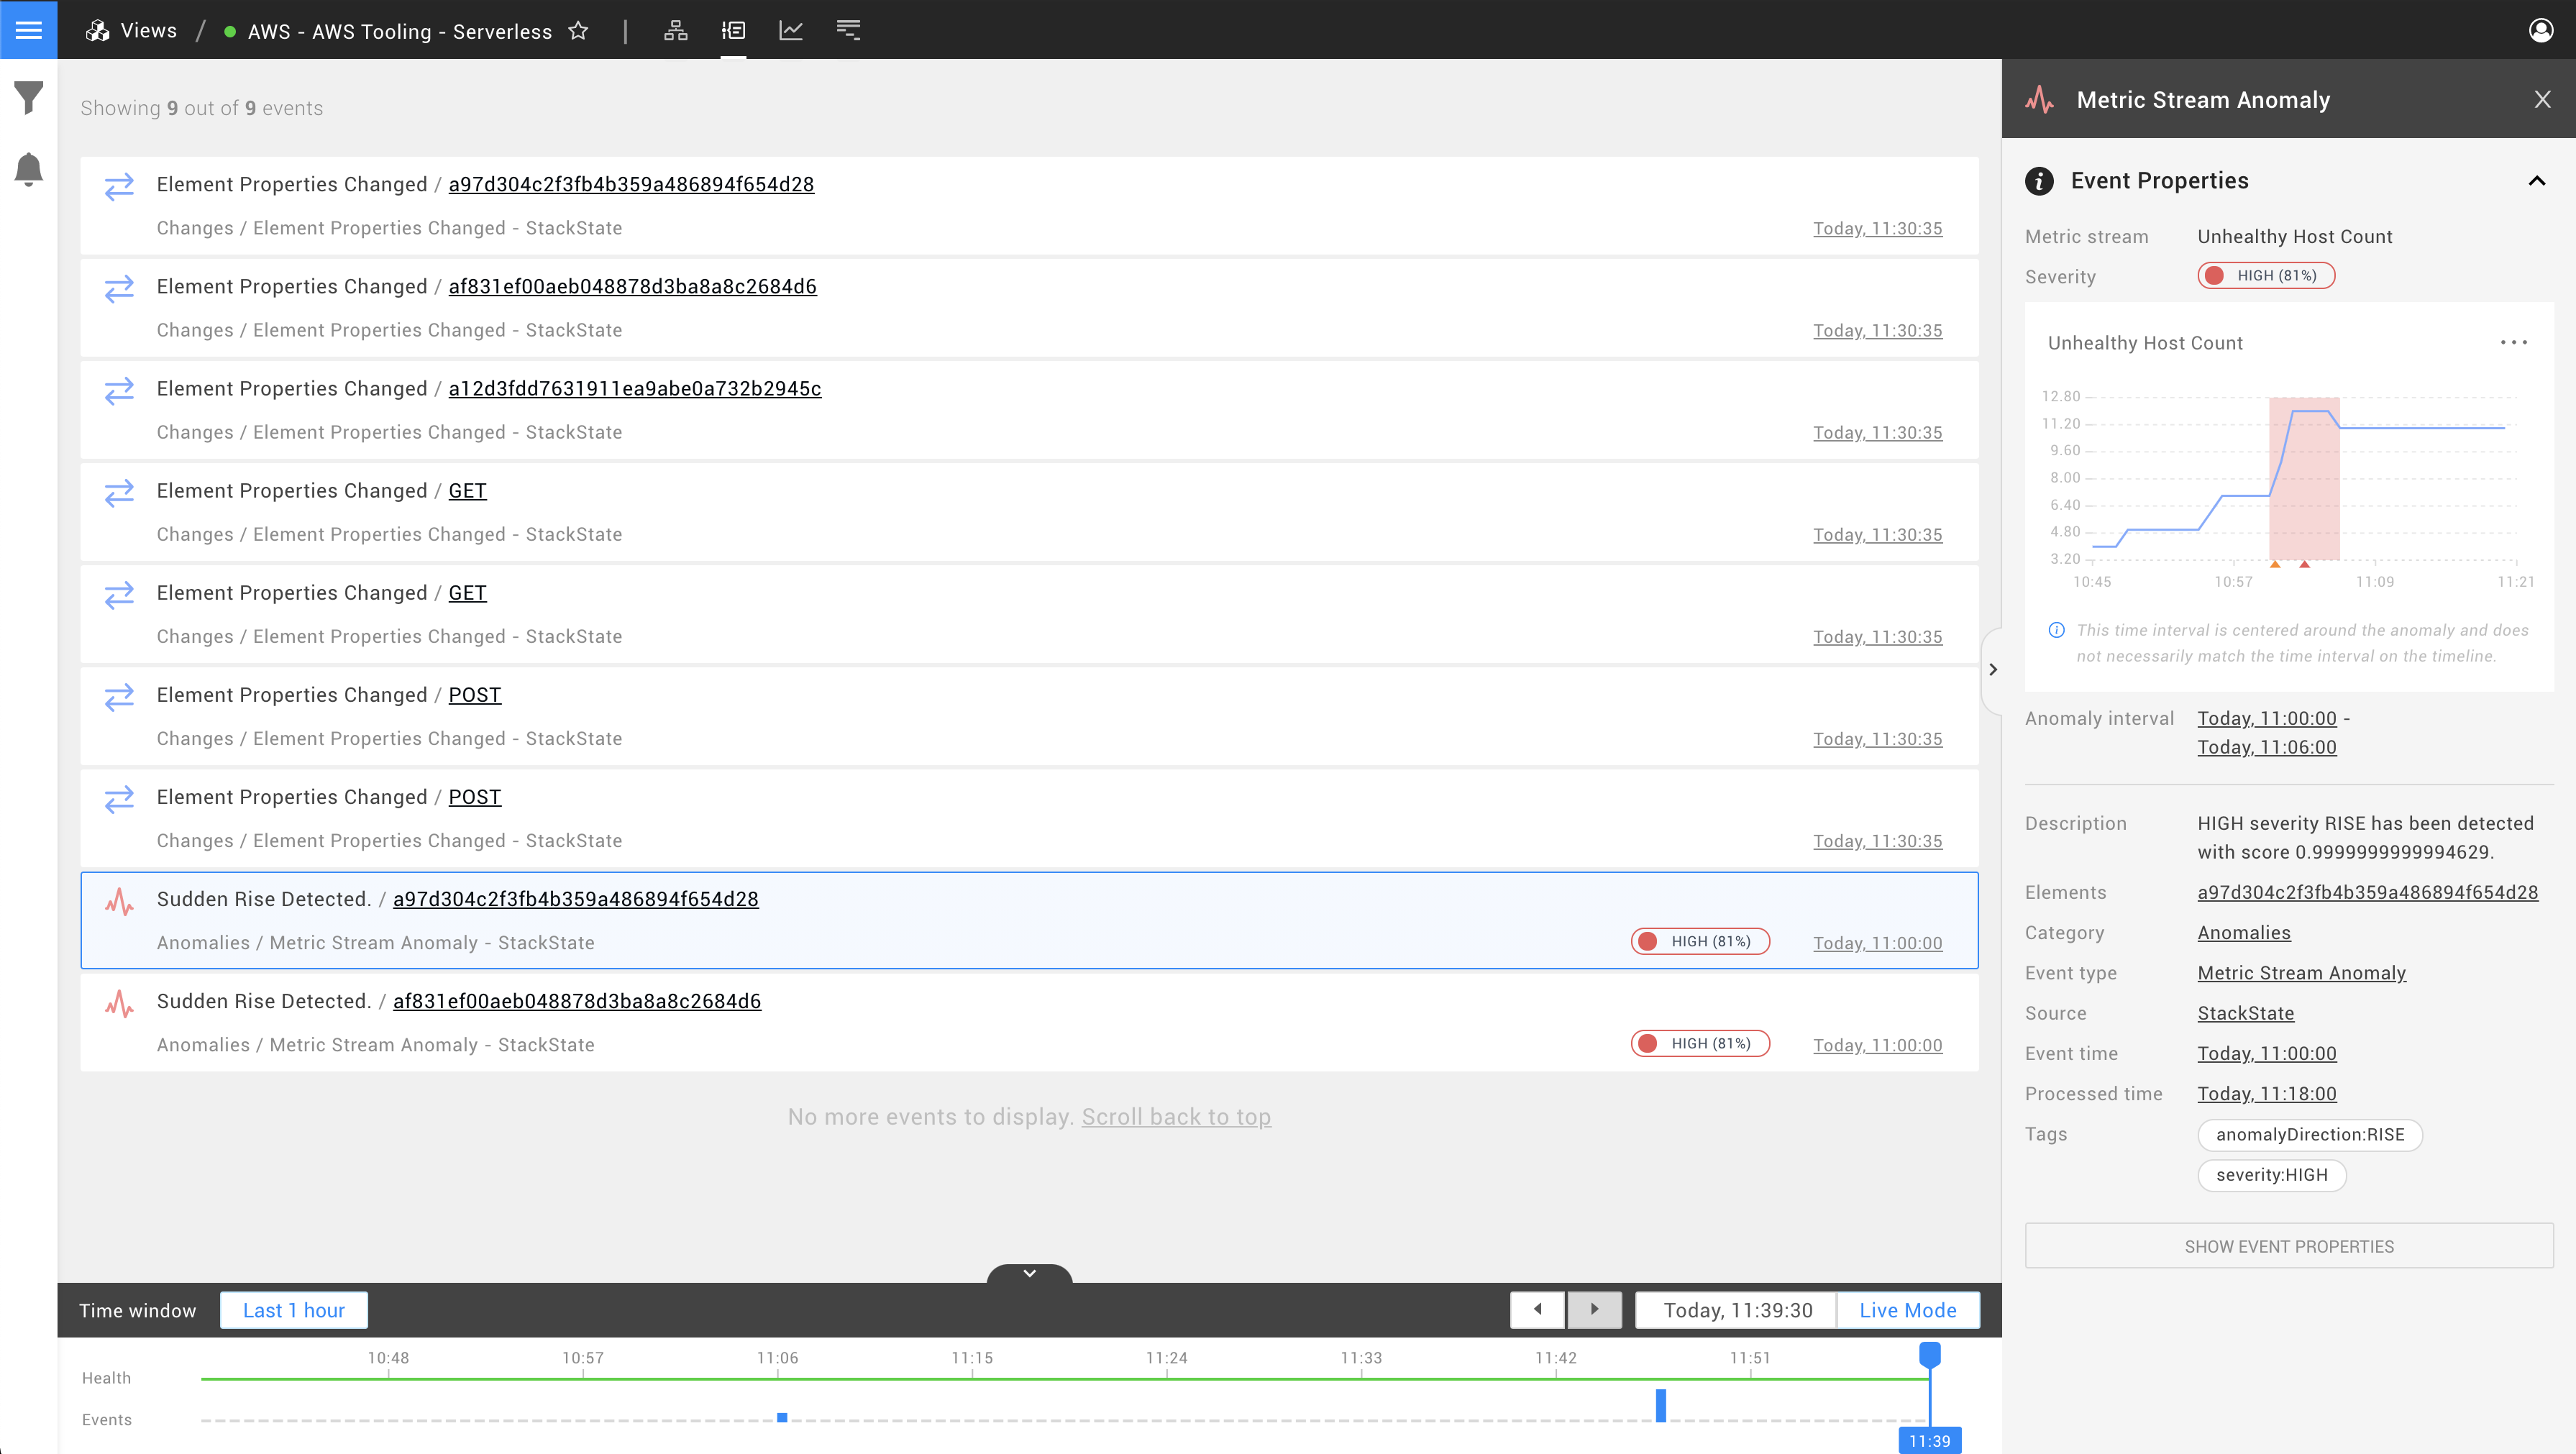 Views / AWS - AWS Tooling - Serverless |
Showing 9 out of 9 events
Element Properties Changed / a97d304c2f3fb4b359a486894f654d28
Changes / Element Properties Changed - StackState
Today, 11:30:35
Element Properties Changed / af831ef00aeb048878d3ba8a8c2684d6
Changes / Element Properties Changed - StackState
Today, 11:30:35
Element Properties Changed / a12d3fdd7631911ea9abe0a732b2945c
Changes / Element Properties Changed - StackState
Today, 11:30:35
Element Properties Changed / GET
Changes / Element Properties Changed - StackState
Today, 11:30:35
Element Properties Changed / GET
Changes / Element Properties Changed - StackState
Today, 11:30:35
Element Properties Changed / POST
Changes / Element Properties Changed - StackState
Today, 11:30:35
Element Properties Changed / POST
Changes / Element Properties Changed - StackState
Today, 11:30:35
Sudden Rise Detected. / a97d304c2f3fb4b359a486894f654d28
Anomalies / Metric Stream Anomaly - StackState
HIGH (81%)
Today, 11:00:00
Sudden Rise Detected. / af831ef00aeb048878d3ba8a8c2684d6
Anomalies / Metric Stream Anomaly - StackState
HIGH (81%)
Today, 11:00:00
No more events to display. Scroll back to top
Time window
Last 1 hour
Today, 11:39:30
Live Mode
10:48
10:57
11:06
11:15
11:24
11:33
11:42
11:51
Health
Events
11:39
Metric Stream Anomaly
Event Properties
Metric stream
Unhealthy Host Count
Severity
HIGH (81%)
Unhealthy Host Count
12.80
11.20
9.60
8.00
6.40
4.80
3.20
10:45
10:57
11:09
11:21
This time interval is centered around the anomaly and does
not necessarily match the time interval on the timeline.
Anomaly interval
Today, 11:00:00 -
Today, 11:06:00
Description
HIGH severity RISE has been detected
with score 0.9999999999994629.
Elements
a97d304c2f3fb4b359a486894f654d28
Category
Anomalies
Event type
Metric Stream Anomaly
Source
StackState
Event time
Today, 11:00:00
Processed time
Today, 11:18:00
Tags
anomalyDirection:RISE
severity:HIGH
SHOW EVENT PROPERTIES